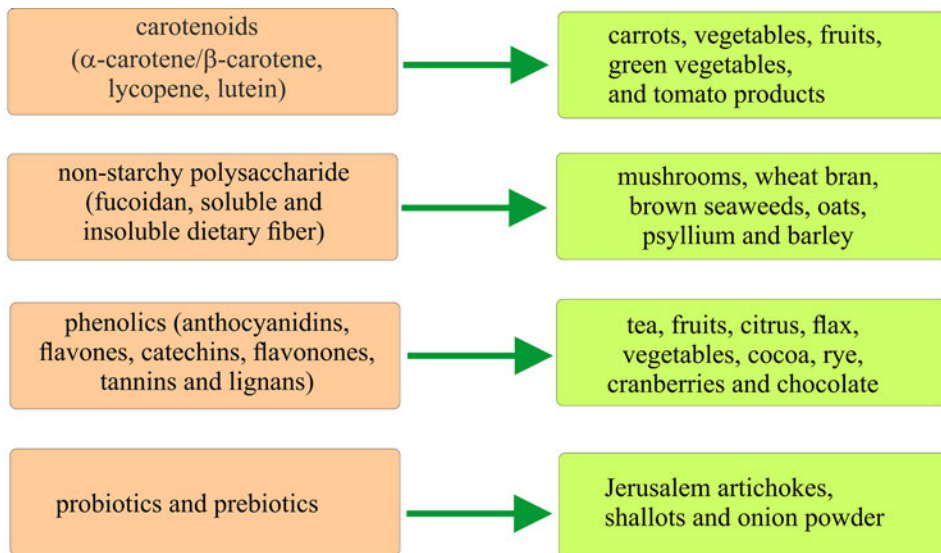 carotenoids
(α-carotene/β-carotene,
lycopene, lutein)
carrots, vegetables, fruits,
green vegetables,
and tomato products
non-starchy polysaccharide
(fucoidan, soluble and
insoluble dietary fiber)
mushrooms, wheat bran,
brown seaweeds, oats,
psyllium and barley
phenolics (anthocyanidins,
flavones, catechins, flavonones,
tannins and lignans)
tea, fruits, citrus, flax,
vegetables, cocoa, rye,
cranberries and chocolate
probiotics and prebiotics
Jerusalem artichokes,
shallots and onion powder